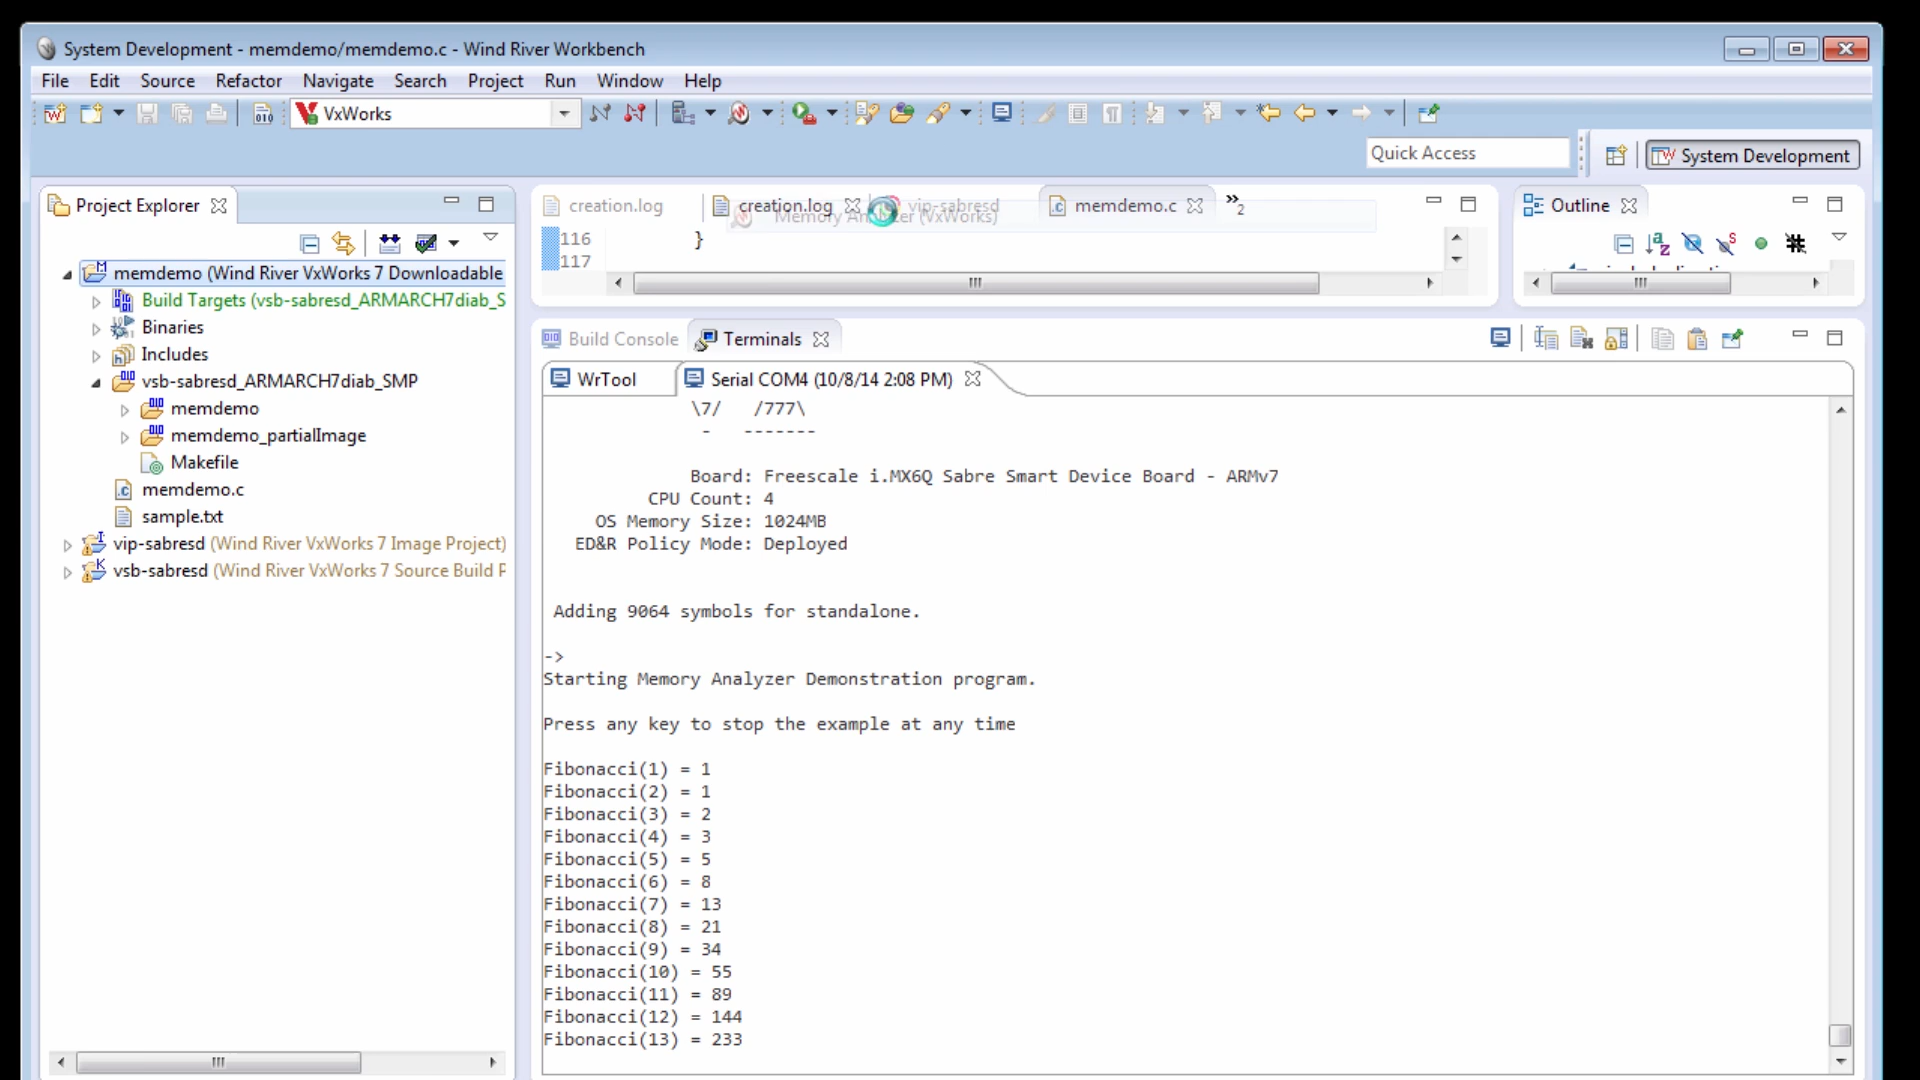 System Development - memdemo/memdemo.c - Wind River Workbench
File Edit Source Refactor Navigate Search Project Run Window Help
VxWorks
Quick Access
System Development
Project Explorer
memdemo (Wind River VxWorks 7 Downloadable
Build Targets (vsb-sabresd_ARMARCH7diab_S
Binaries
Includes
vsb-sabresd_ARMARCH7diab_SMP
memdemo
memdemo_partialImage
Makefile
memdemo.c
sample.txt
vip-sabresd (Wind River VxWorks 7 Image Project)
vsb-sabresd (Wind River VxWorks 7 Source Build P
creation.log creation.log vip-sabresd memdemo.c »2
Memory Analyzer (VxWorks)
116 }
117
Outline
Build Console Terminals
WrTool Serial COM4 (10/8/14 2:08 PM)
\7/ /777\
- -------
Board: Freescale i.MX6Q Sabre Smart Device Board - ARMv7
CPU Count: 4
OS Memory Size: 1024MB
ED&R Policy Mode: Deployed
Adding 9064 symbols for standalone.
->
Starting Memory Analyzer Demonstration program.
Press any key to stop the example at any time
Fibonacci(1) = 1
Fibonacci(2) = 1
Fibonacci(3) = 2
Fibonacci(4) = 3
Fibonacci(5) = 5
Fibonacci(6) = 8
Fibonacci(7) = 13
Fibonacci(8) = 21
Fibonacci(9) = 34
Fibonacci(10) = 55
Fibonacci(11) = 89
Fibonacci(12) = 144
Fibonacci(13) = 233